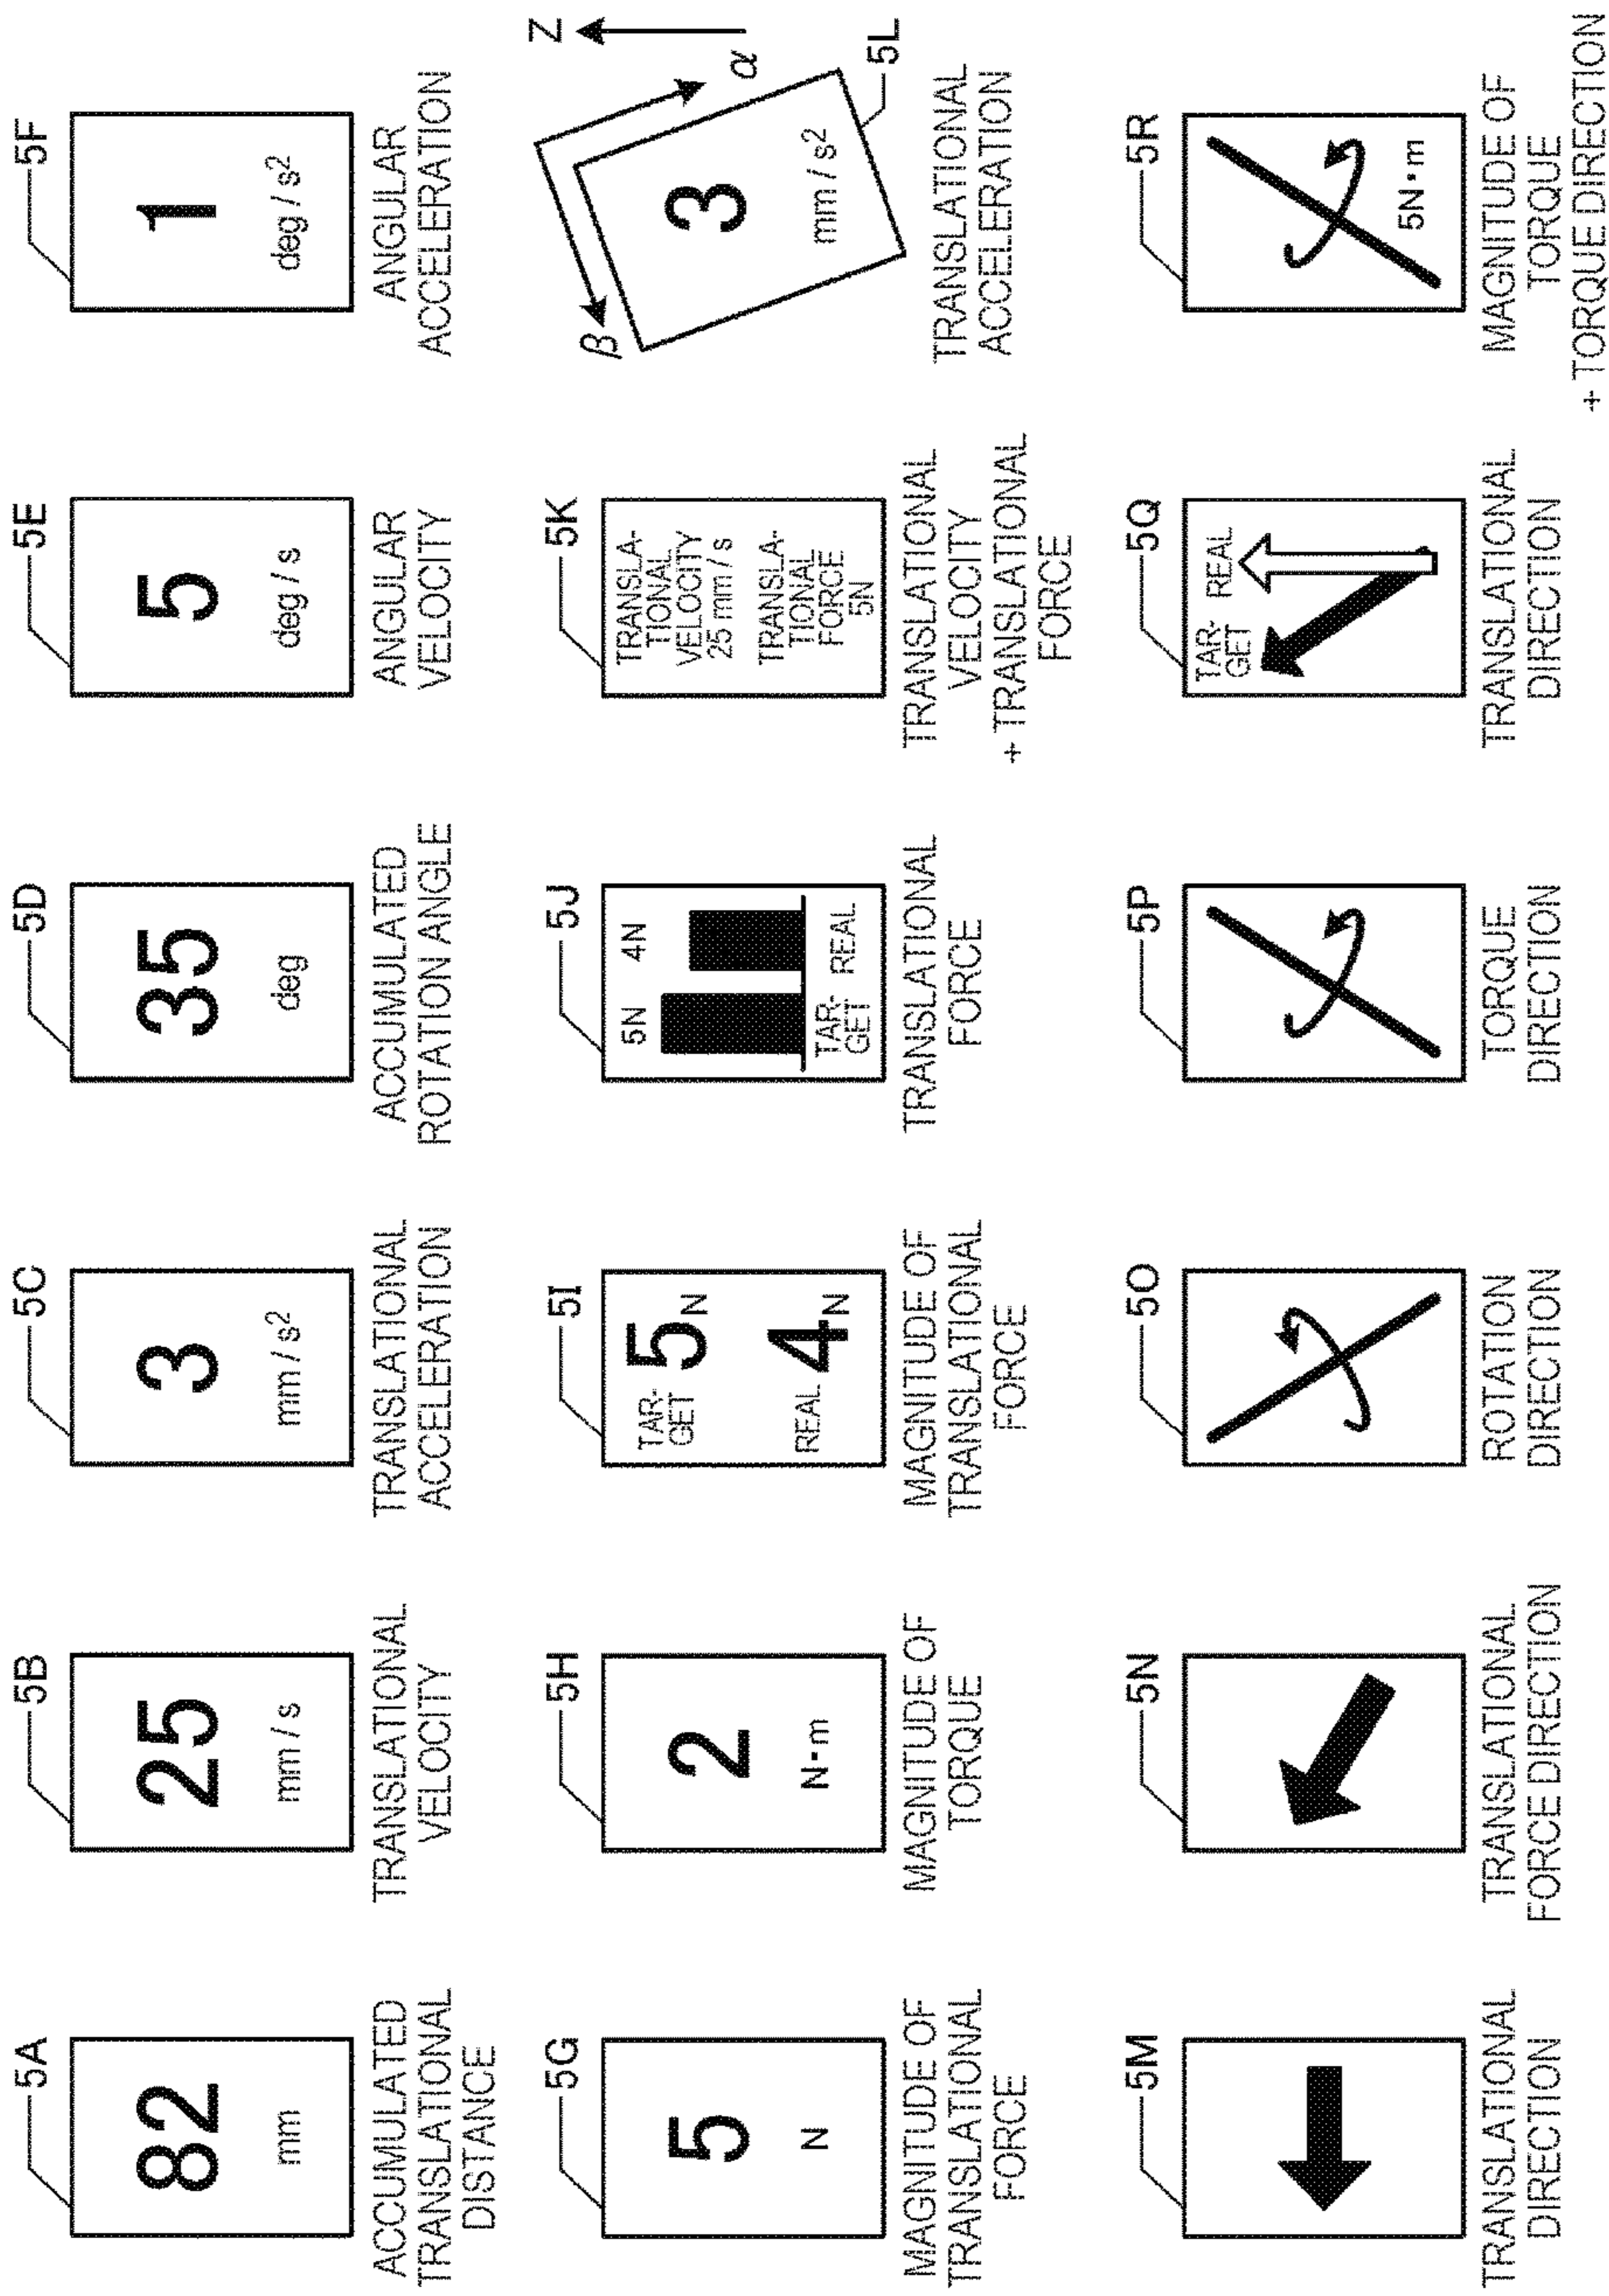 5A
82
mm
ACCUMULATED
TRANSLATIONAL
DISTANCE
5B
25
mm / s
TRANSLATIONAL
VELOCITY
5C
3
mm / s²
TRANSLATIONAL
ACCELERATION
5D
35
deg
ACCUMULATED
ROTATION ANGLE
5E
5
deg / s
ANGULAR
VELOCITY
5F
1
deg / s²
ANGULAR
ACCELERATION
5G
5
N
MAGNITUDE OF
TRANSLATIONAL
FORCE
5H
2
N·m
MAGNITUDE OF
TORQUE
5I
TAR-
GET
5N
REAL 4N
MAGNITUDE OF
TRANSLATIONAL
FORCE
5J
5N 4N
TAR-
GET
REAL
TRANSLATIONAL
FORCE
5K
TRANSLA-
TIONAL
VELOCITY
25 mm / s
TRANSLA-
TIONAL
FORCE
5N
TRANSLATIONAL
VELOCITY
+ TRANSLATIONAL
FORCE
Z
β
α
3
mm / s²
5L
TRANSLATIONAL
ACCELERATION
5M
TRANSLATIONAL
DIRECTION
5N
TRANSLATIONAL
FORCE DIRECTION
5O
ROTATION
DIRECTION
5P
TORQUE
DIRECTION
5Q
TAR-
GET
REAL
TRANSLATIONAL
DIRECTION
5R
5N·m
MAGNITUDE OF
TORQUE
+ TORQUE DIRECTION